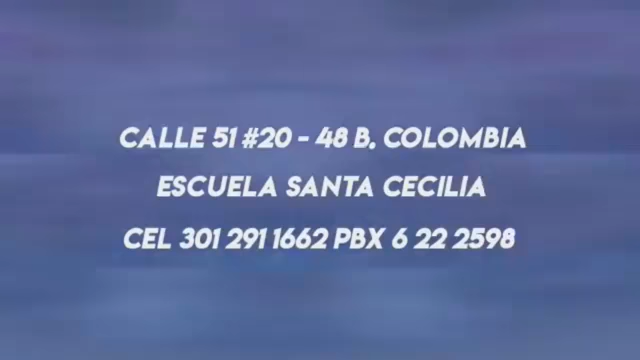 CALLE 51 #20 - 48 B. COLOMBIA
ESCUELA SANTA CECILIA
CEL 301 291 1662 PBX 6 22 2598